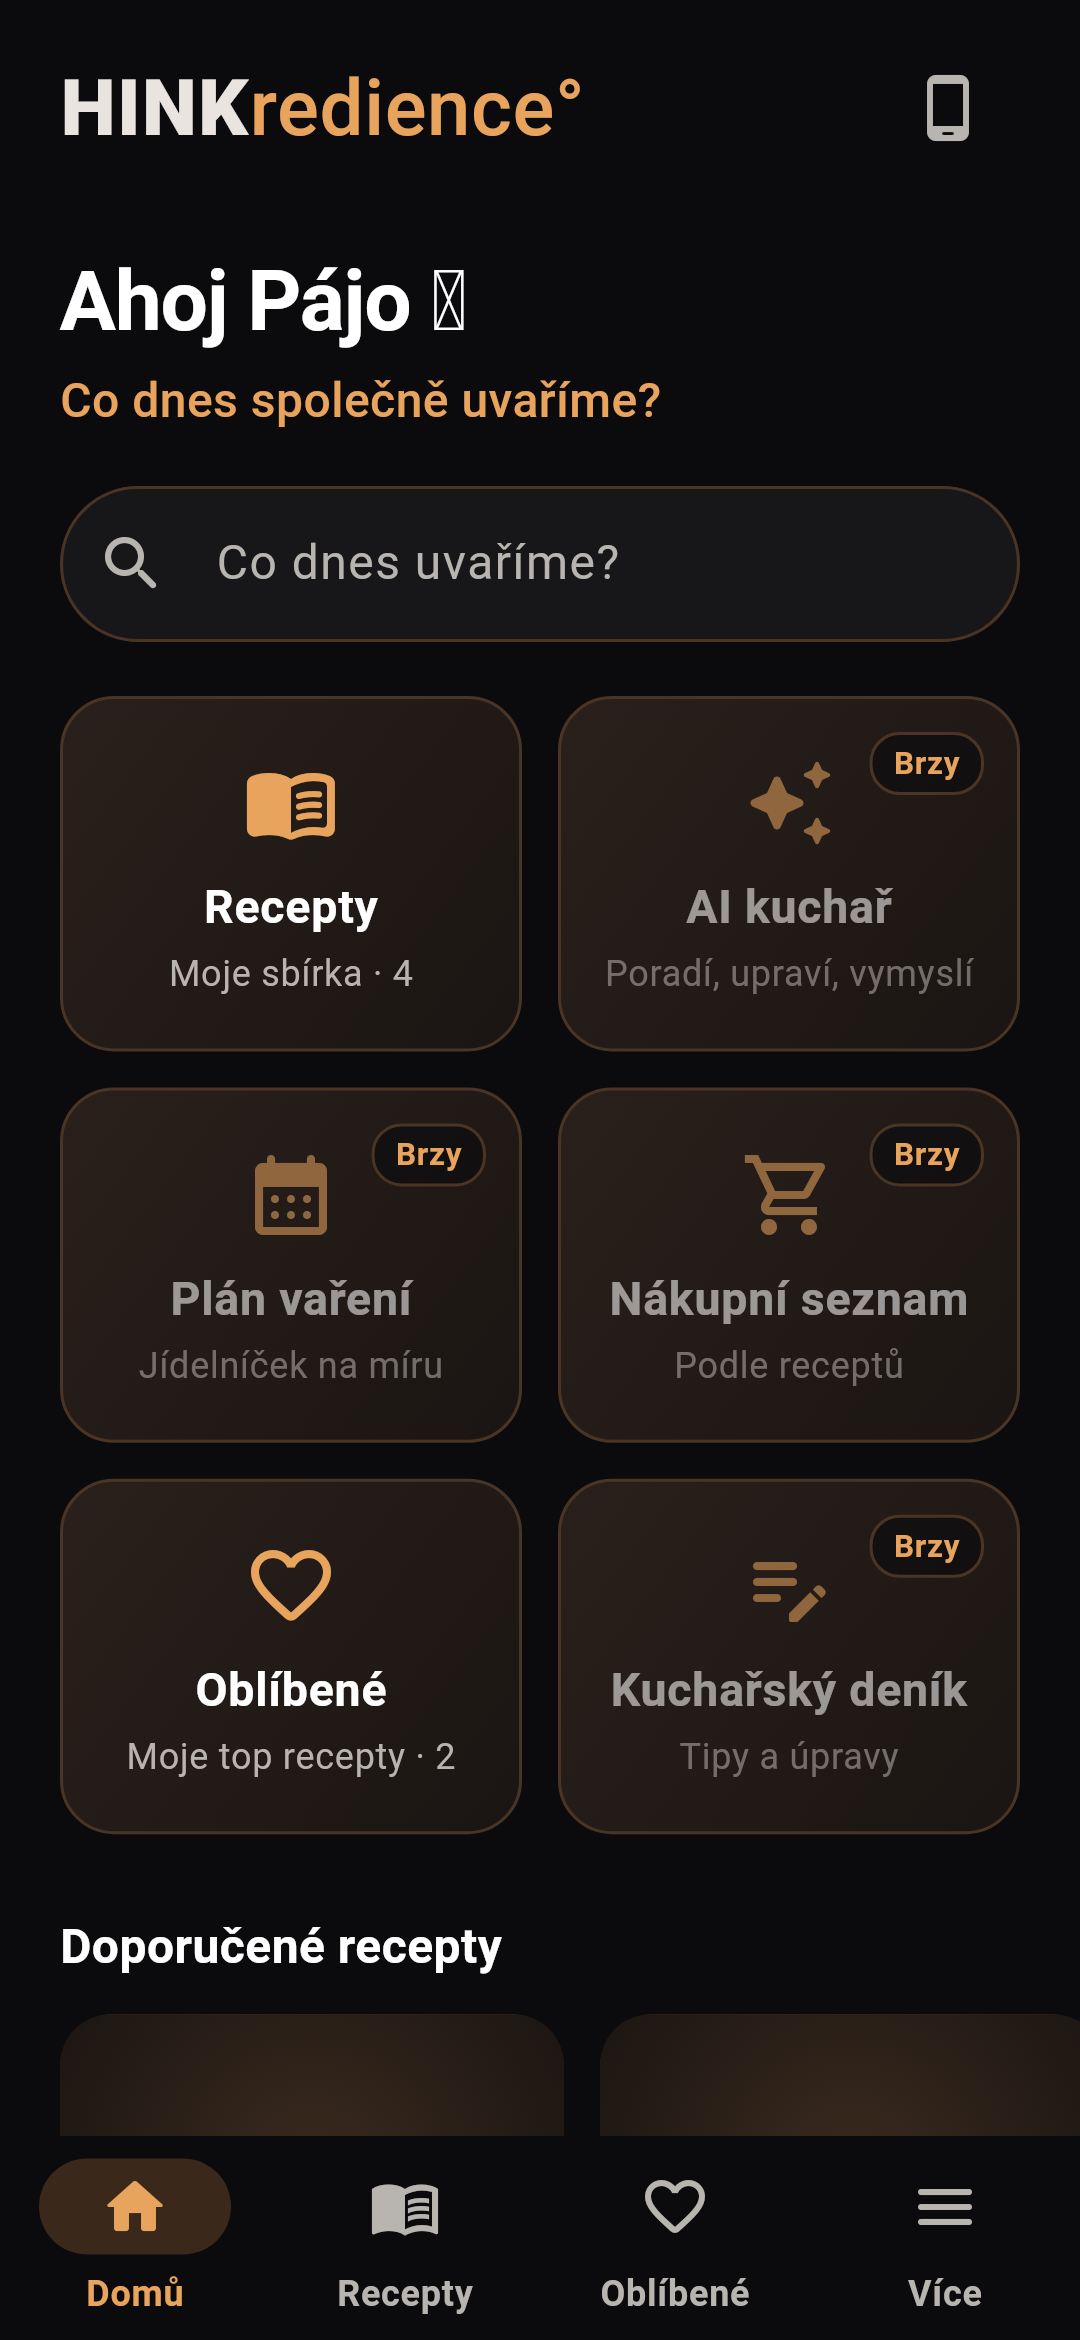 HINKredience°
Ahoj Pájo
Co dnes společně uvaříme?
Co dnes uvaříme?
Recepty
Moje sbírka · 4
Brzy
AI kuchař
Poradí, upraví, vymyslí
Brzy
Plán vaření
Jídelníček na míru
Brzy
Nákupní seznam
Podle receptů
Oblíbené
Moje top recepty · 2
Brzy
Kuchařský deník
Tipy a úpravy
Doporučené recepty
Domů
Recepty
Oblíbené
Více